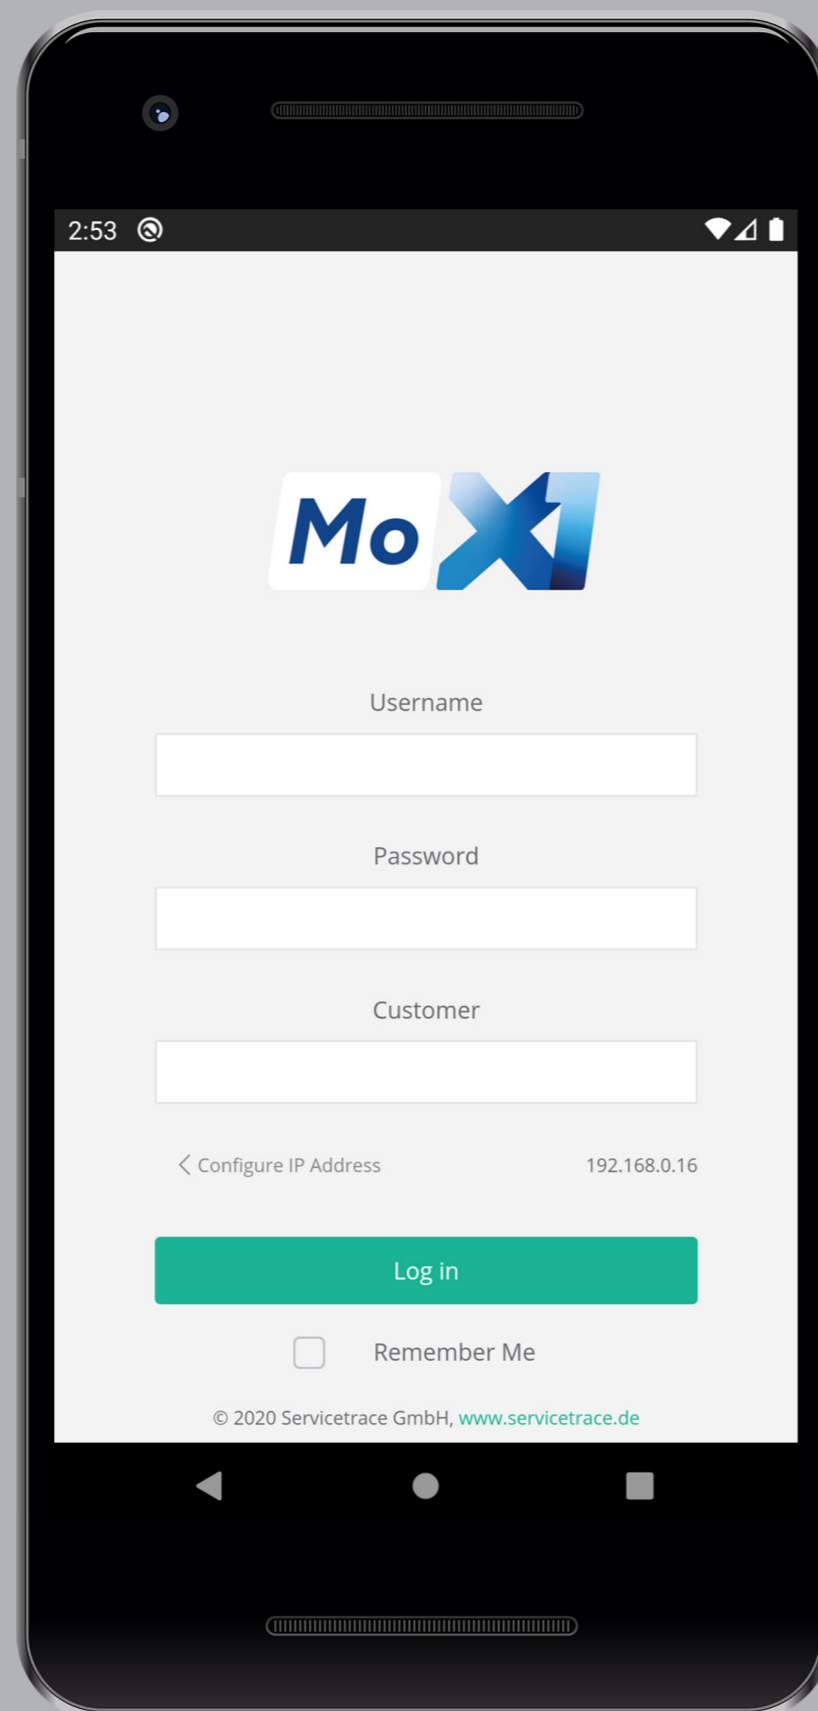 2:53
Mo X1
Username
Password
Customer
Configure IP Address 192.168.0.16
Log in
Remember Me
© 2020 Servicetrace GmbH, www.servicetrace.de